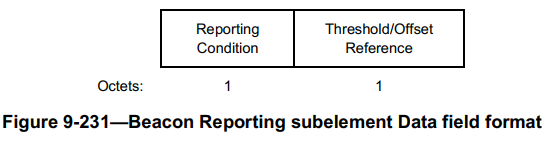 Reporting Condition
Threshold/Offset Reference
Octets: 1 1
Figure 9-231—Beacon Reporting subelement Data field format